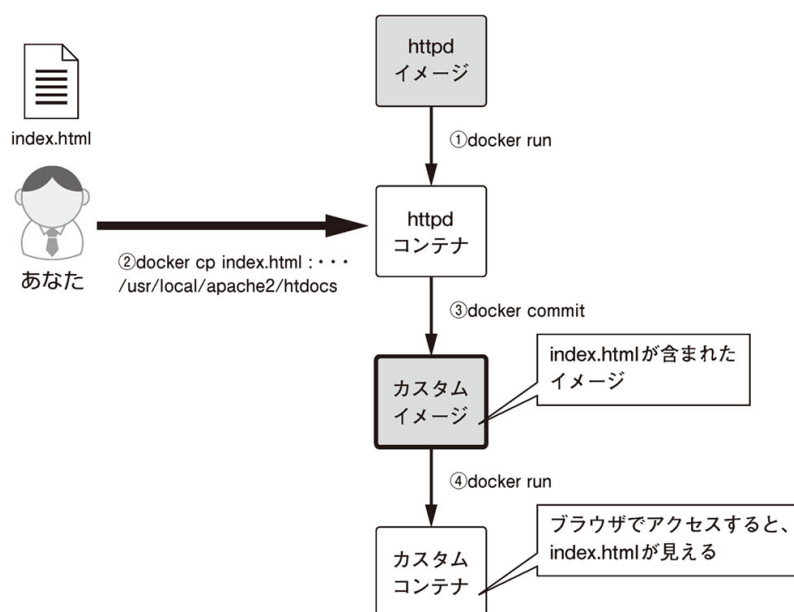 httpd
イメージ
index.html
①docker run
httpd
コンテナ
あなた
②docker cp index.html：・・・
/usr/local/apache2/htdocs
③docker commit
index.htmlが含まれた
イメージ
カスタム
イメージ
④docker run
ブラウザでアクセスすると、
index.htmlが見える
カスタム
コンテナ